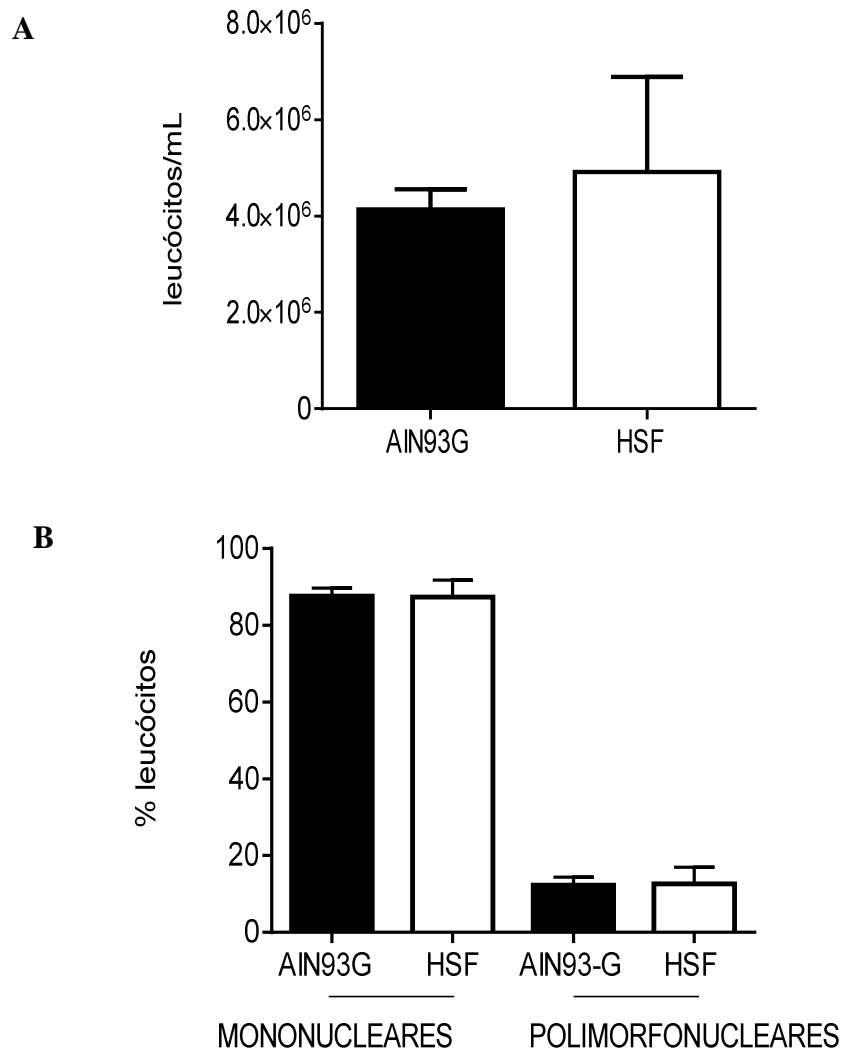 A
leucócitos/mL
8.0×10⁶
6.0×10⁶
4.0×10⁶
2.0×10⁶
0
AIN93G HSF
B
% leucócitos
100
80
60
40
20
0
AIN93G HSF AIN93-G HSF
MONONUCLEARES POLIMORFONUCLEARES